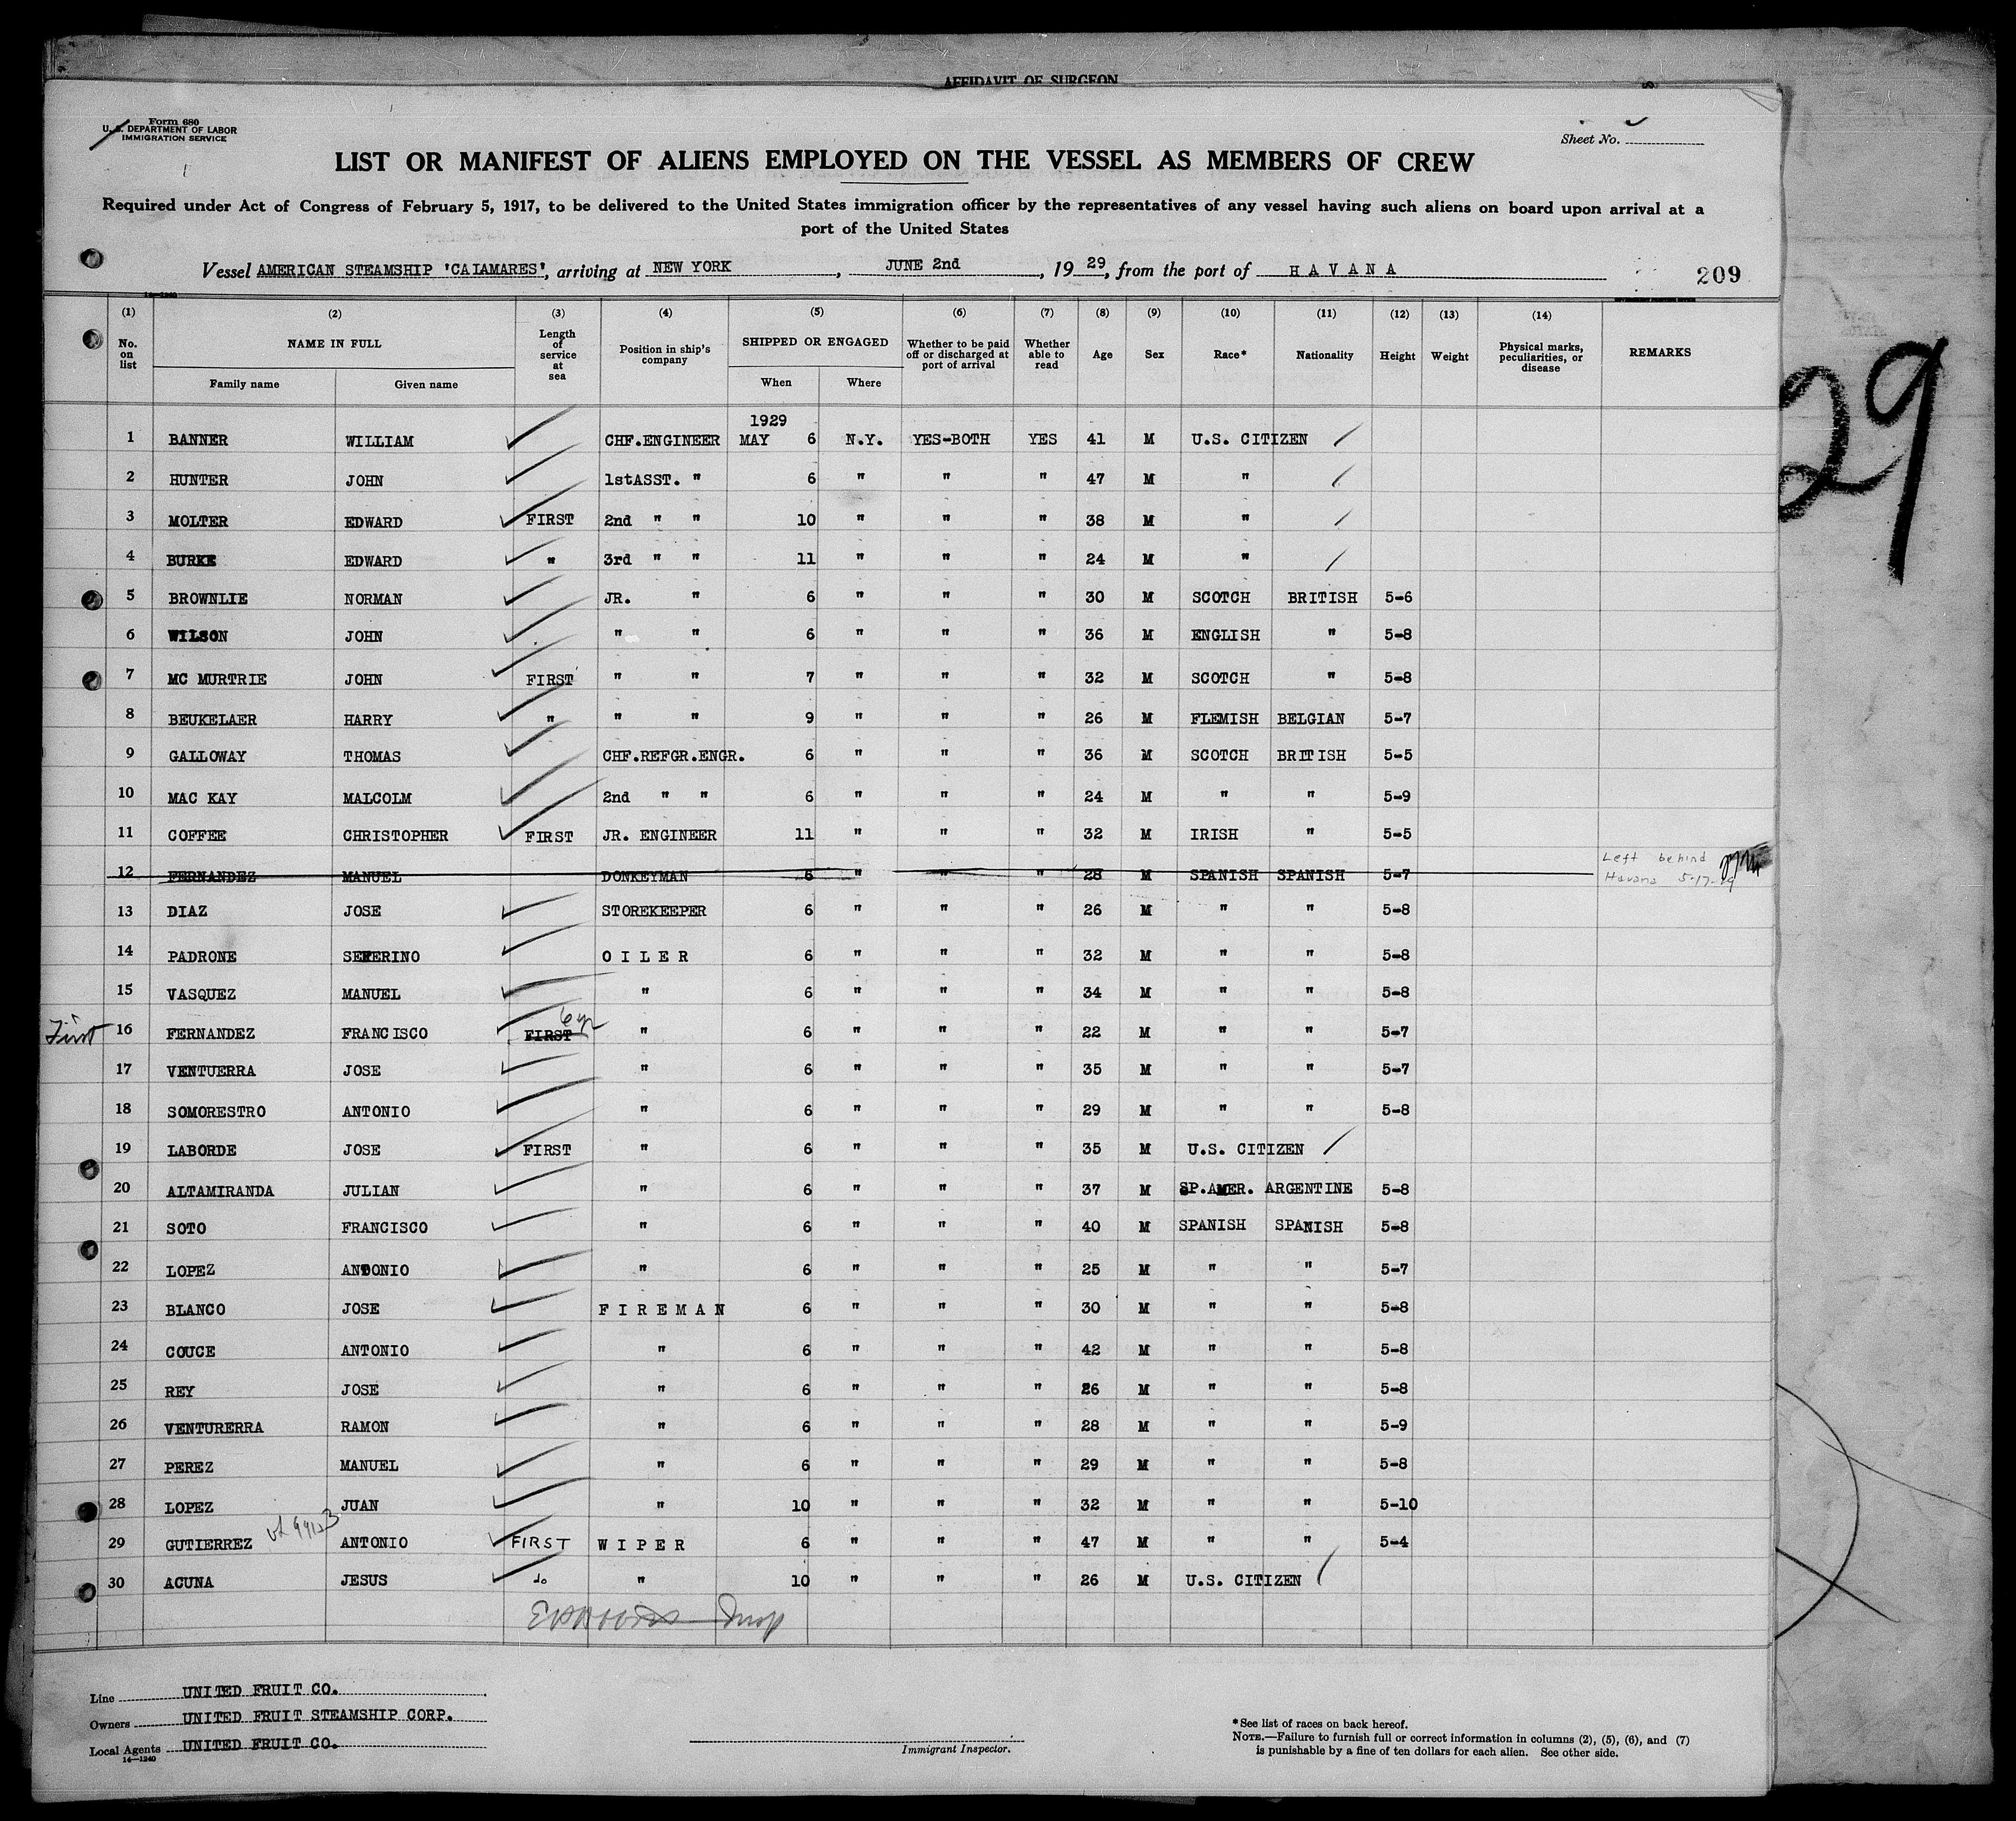 AFFIDAVIT OF SURGEON
Form 680
U. S. DEPARTMENT OF LABOR
IMMIGRATION SERVICE
Sheet No.
LIST OR MANIFEST OF ALIENS EMPLOYED ON THE VESSEL AS MEMBERS OF CREW
Required under Act of Congress of February 5, 1917, to be delivered to the United States immigration officer by the representatives of any vessel having such aliens on board upon arrival at a
port of the United States
Vessel AMERICAN STEAMSHIP 'CALAMARES', arriving at NEW YORK, JUNE 2nd, 1929, from the port of HAVANA
209
29
14-1240
(1) (2) (3) (4) (5) (6) (7) (8) (9) (10) (11) (12) (13) (14)
No. on list NAME IN FULL Family name Given name Length of service at sea Position in ship's company SHIPPED OR ENGAGED When Where Whether to be paid off or discharged at port of arrival Whether able to read Age Sex Race* Nationality Height Weight Physical marks, peculiarities, or disease REMARKS
1929
1 BANNER WILLIAM CHF.ENGINEER MAY 6 N.Y. YES-BOTH YES 41 M U.S. CITIZEN
2 HUNTER JOHN 1stASST. " 6 " " " 47 M "
3 MOLTER EDWARD FIRST 2nd " " 10 " " " 38 M "
4 BURKE EDWARD " 3rd " " 11 " " " 24 M "
5 BROWNLIE NORMAN JR. " 6 " " " 30 M SCOTCH BRITISH 5-6
6 WILSON JOHN " " 6 " " " 36 M ENGLISH " 5-8
7 MC MURTRIE JOHN FIRST " " 7 " " " 32 M SCOTCH " 5-8
8 BEUKELAER HARRY " " " 9 " " " 26 M FLEMISH BELGIAN 5-7
9 GALLOWAY THOMAS CHF.REFGR.ENGR. 6 " " " 36 M SCOTCH BRITISH 5-5
10 MAC KAY MALCOLM 2nd " " 6 " " " 24 M " " 5-9
11 COFFEE CHRISTOPHER FIRST JR. ENGINEER 11 " " " 32 M IRISH " 5-5
12 FERNANDEZ MANUEL DONKEYMAN 6 " " " 28 M SPANISH SPANISH 5-7 Left behind Havana 5-17-29
13 DIAZ JOSE STOREKEEPER 6 " " " 26 M " " 5-8
14 PADRONE SEFERINO OILER 6 " " " 32 M " " 5-8
15 VASQUEZ MANUEL " 6 " " " 34 M " " 5-8
First 16 FERNANDEZ FRANCISCO FIRST 6 yr " 6 " " " 22 M " " 5-7
17 VENTUERRA JOSE " 6 " " " 35 M " " 5-7
18 SOMORESTRO ANTONIO " 6 " " " 29 M " " 5-8
19 LABORDE JOSE FIRST " 6 " " " 35 M U.S. CITIZEN
20 ALTAMIRANDA JULIAN " 6 " " " 37 M SP.AMER. ARGENTINE 5-8
21 SOTO FRANCISCO " 6 " " " 40 M SPANISH SPANISH 5-8
22 LOPEZ ANTONIO " 6 " " " 25 M " " 5-7
23 BLANCO JOSE FIREMAN 6 " " " 30 M " " 5-8
24 COUCE ANTONIO " 6 " " " 42 M " " 5-8
25 REY JOSE " 6 " " " 26 M " " 5-8
26 VENTURERRA RAMON " 6 " " " 28 M " " 5-9
27 PEREZ MANUEL " 6 " " " 29 M " " 5-8
28 LOPEZ JUAN " 10 " " " 32 M " " 5-10
29 GUTIERREZ ANTONIO FIRST WIPER 6 " " " 47 M " " 5-4
30 ACUNA JESUS do " 10 " " " 26 M U.S. CITIZEN
Line UNITED FRUIT CO.
Owners UNITED FRUIT STEAMSHIP CORP.
Local Agents UNITED FRUIT CO.
14-1240
Immigrant Inspector.
*See list of races on back hereof.
NOTE.—Failure to furnish full or correct information in columns (2), (5), (6), and (7)
is punishable by a fine of ten dollars for each alien. See other side.